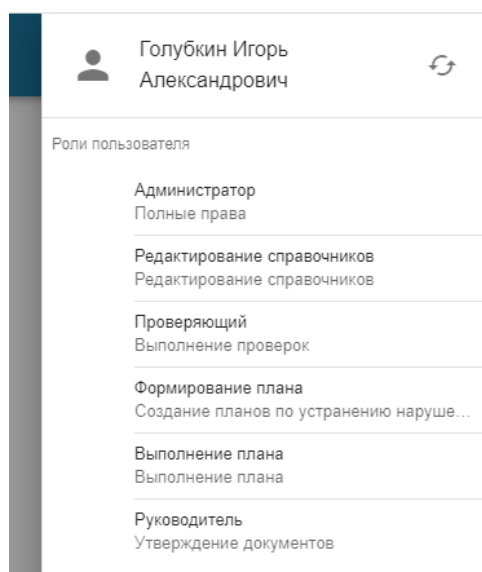 Голубкин Игорь
Александрович
Роли пользователя
Администратор
Полные права
Редактирование справочников
Редактирование справочников
Проверяющий
Выполнение проверок
Формирование плана
Создание планов по устранению наруше...
Выполнение плана
Выполнение плана
Руководитель
Утверждение документов